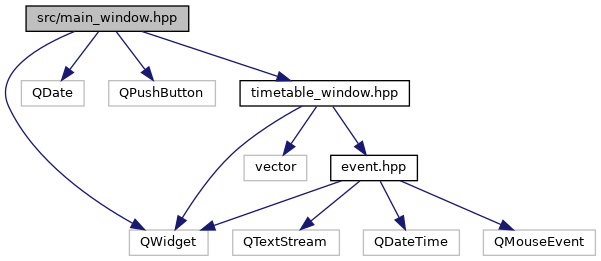 src/main_window.hpp
QDate
QPushButton
timetable_window.hpp
vector
event.hpp
QWidget
QTextStream
QDateTime
QMouseEvent